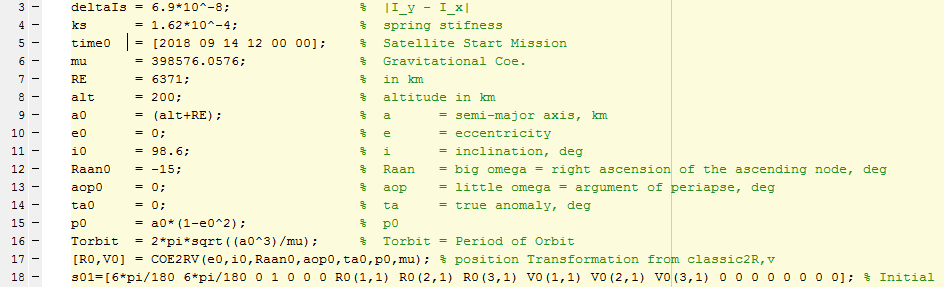 3 - deltaIs = 6.9*10^-8; % |I_y - I_x|
4 - ks = 1.62*10^-4; % spring stifness
5 - time0 = [2018 09 14 12 00 00]; % Satellite Start Mission
6 - mu = 398576.0576; % Gravitational Coe.
7 - RE = 6371; % in km
8 - alt = 200; % altitude in km
9 - a0 = (alt+RE); % a = semi-major axis, km
10 - e0 = 0; % e = eccentricity
11 - i0 = 98.6; % i = inclination, deg
12 - Raan0 = -15; % Raan = big omega = right ascension of the ascending node, deg
13 - aop0 = 0; % aop = little omega = argument of periapse, deg
14 - ta0 = 0; % ta = true anomaly, deg
15 - p0 = a0*(1-e0^2); % p0
16 - Torbit = 2*pi*sqrt((a0^3)/mu); % Torbit = Period of Orbit
17 - [R0,V0] = COE2RV(e0,i0,Raan0,aop0,ta0,p0,mu); % position Transformation from classic2R,v
18 - s01=[6*pi/180 6*pi/180 0 1 0 0 0 R0(1,1) R0(2,1) R0(3,1) V0(1,1) V0(2,1) V0(3,1) 0 0 0 0 0 0 0 0]; % Initial